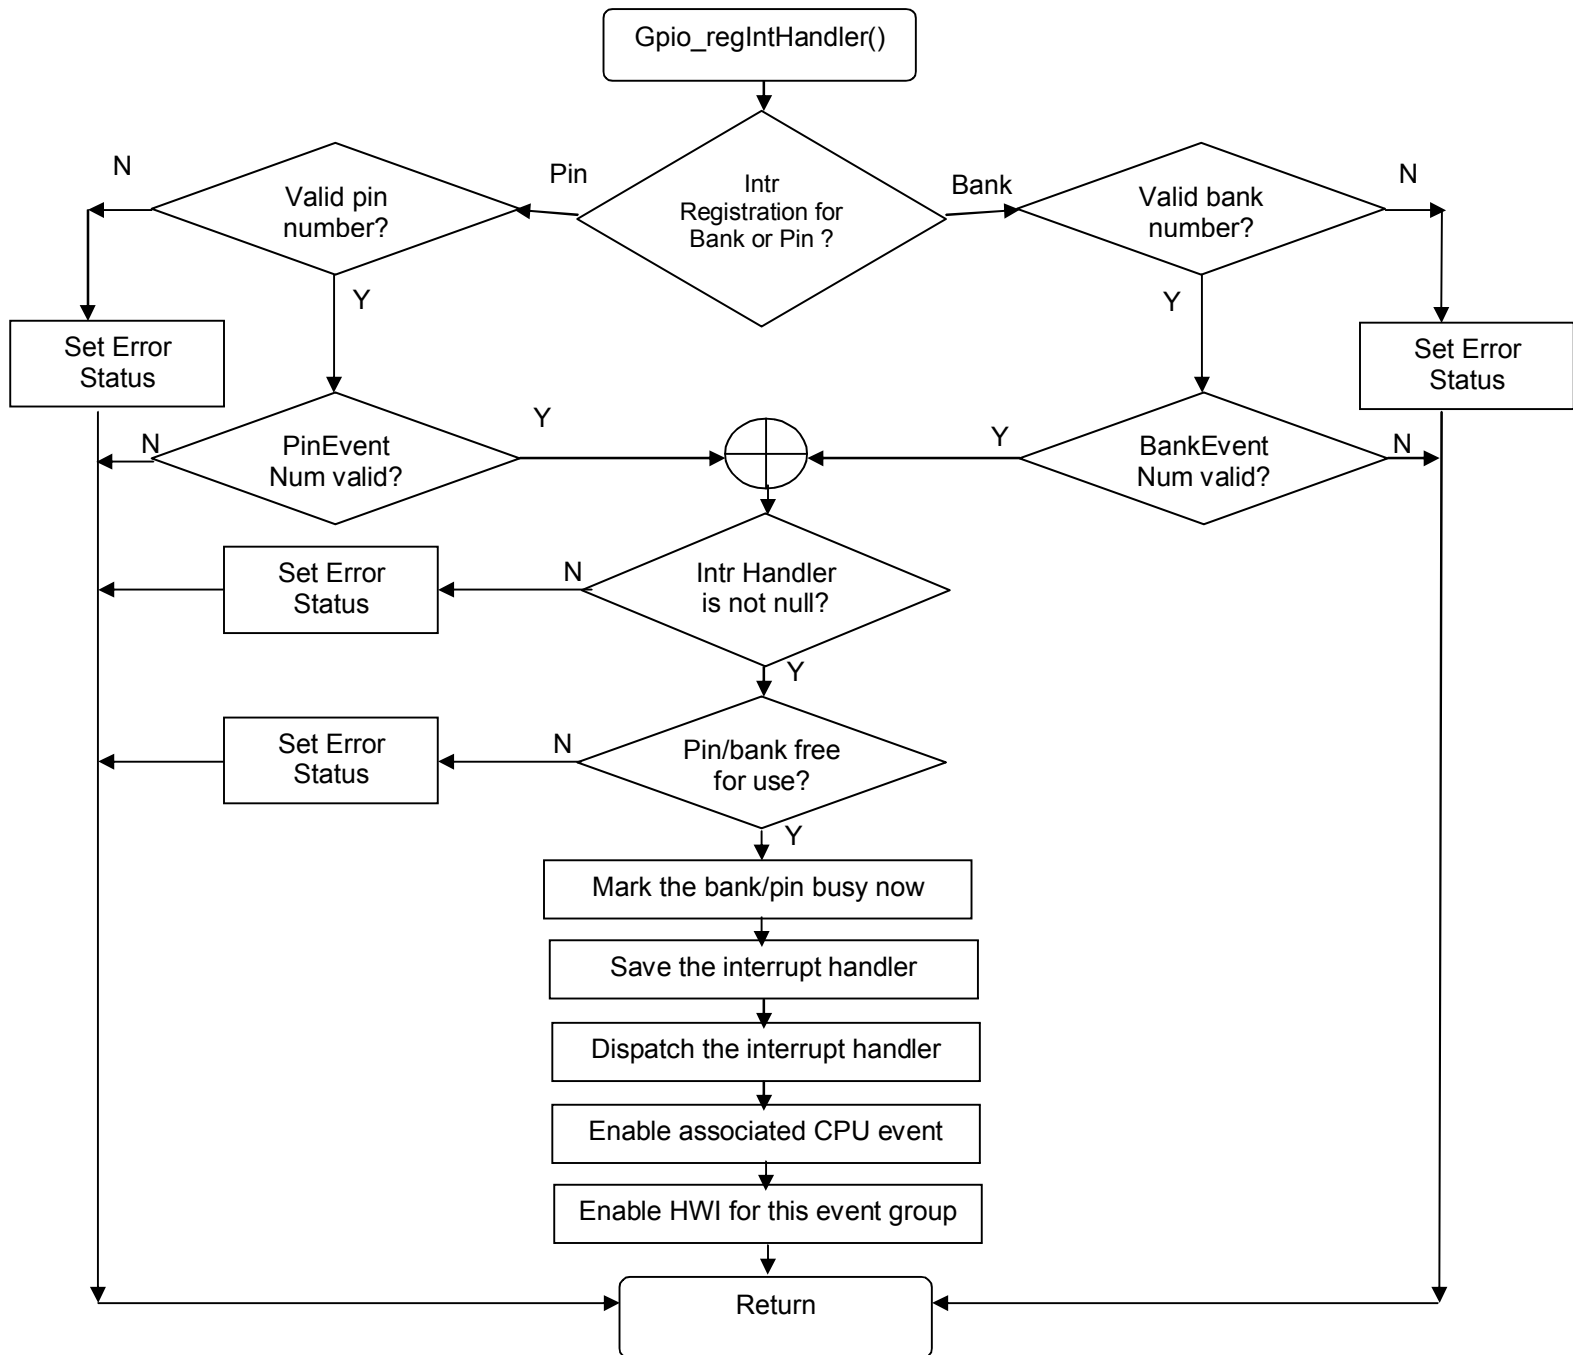 Gpio_regIntHandler()
N
Valid pin
number?
Pin
Intr
Registration for
Bank or Pin ?
Bank
Valid bank
number?
N
Y
Y
Set Error
Status
Set Error
Status
N
PinEvent
Num valid?
Y
Y
BankEvent
Num valid?
N
Set Error
Status
N
Intr Handler
is not null?
Y
Set Error
Status
N
Pin/bank free
for use?
Y
Mark the bank/pin busy now
Save the interrupt handler
Dispatch the interrupt handler
Enable associated CPU event
Enable HWI for this event group
Return